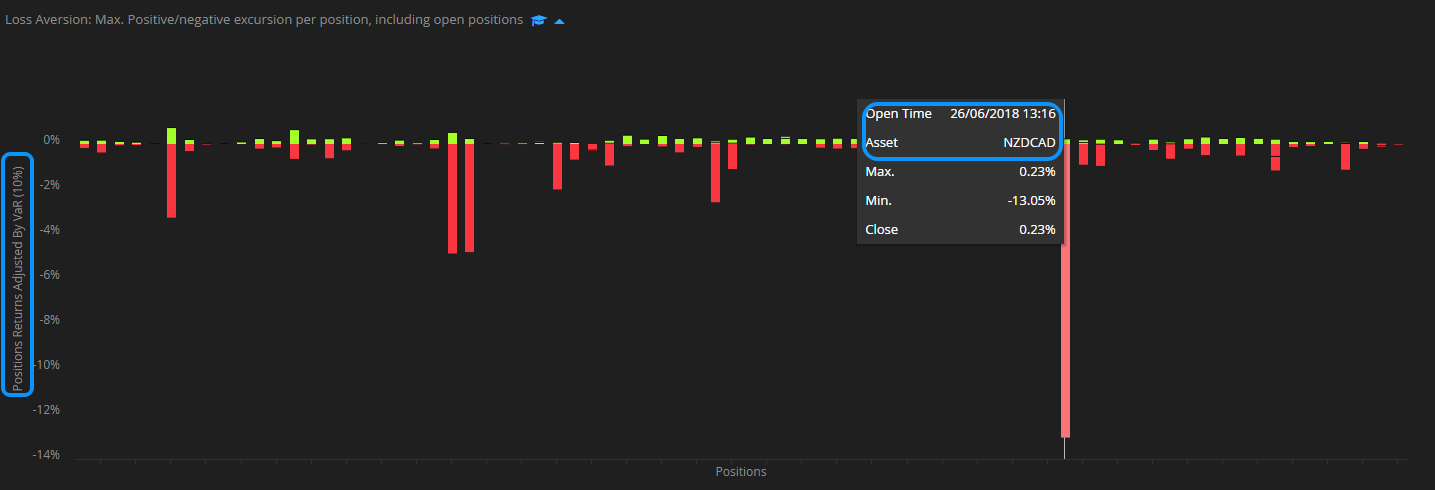 Loss Aversion: Max. Positive/negative excursion per position, including open positions
Open Time 26/06/2018 13:16
Asset NZDCAD
Max. 0.23%
Min. -13.05%
Close 0.23%
Positions Returns Adjusted By VaR (10%)
0%
-2%
-4%
-6%
-8%
-10%
-12%
-14%
Positions